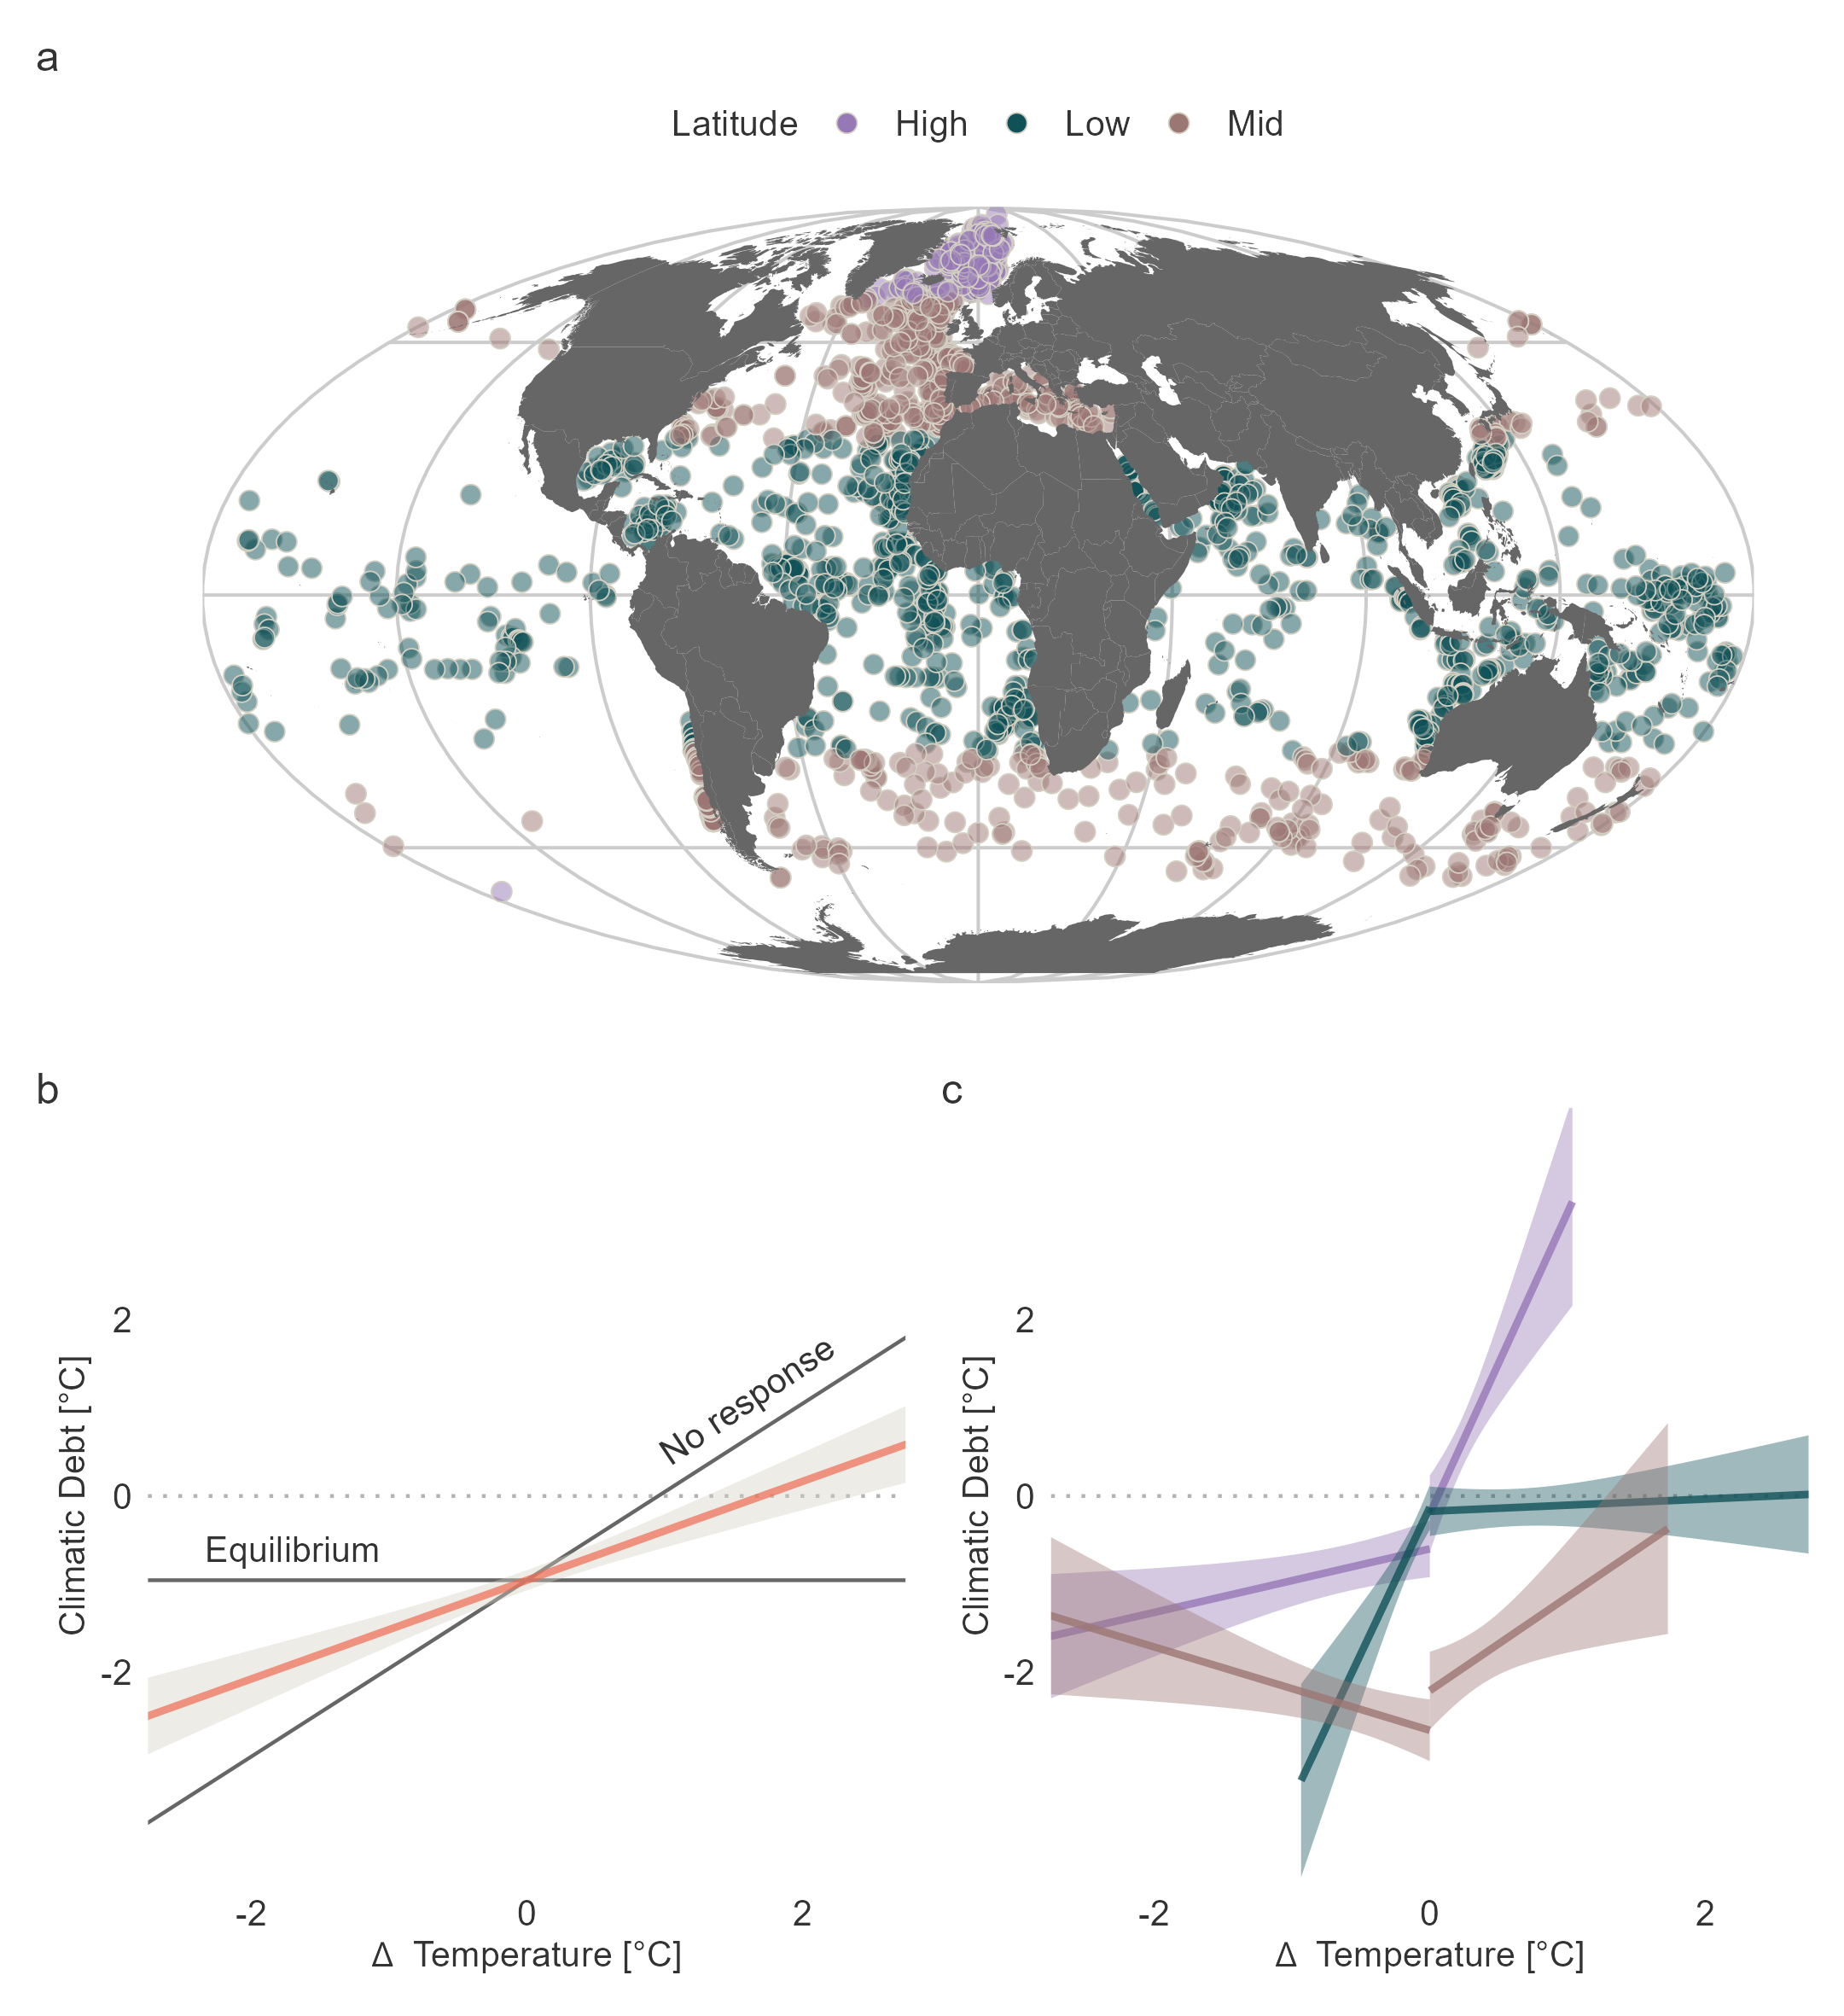 a
Latitude High Low Mid
b
c
2
0
-2
Climatic Debt [°C]
No response
Equilibrium
-2 0 2
Δ Temperature [°C]
2
0
-2
Climatic Debt [°C]
-2 0 2
Δ Temperature [°C]